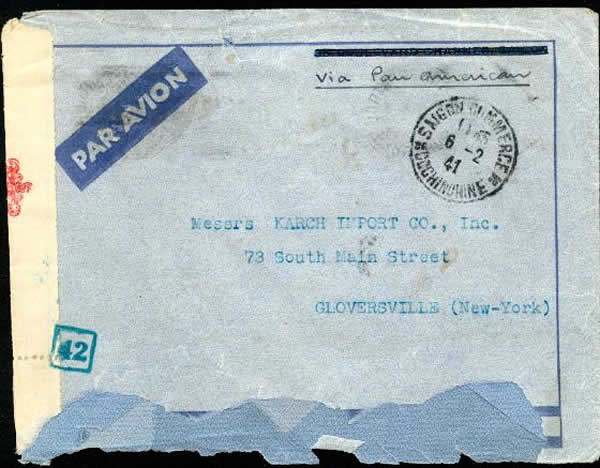 via Pan american
PAR AVION
SAIGON COMMERCE
6 -2
41
COCHINCHINE
Messrs KARCH IMPORT CO., Inc.
73 South Main Street
GLOVERSVILLE (New-York)
42